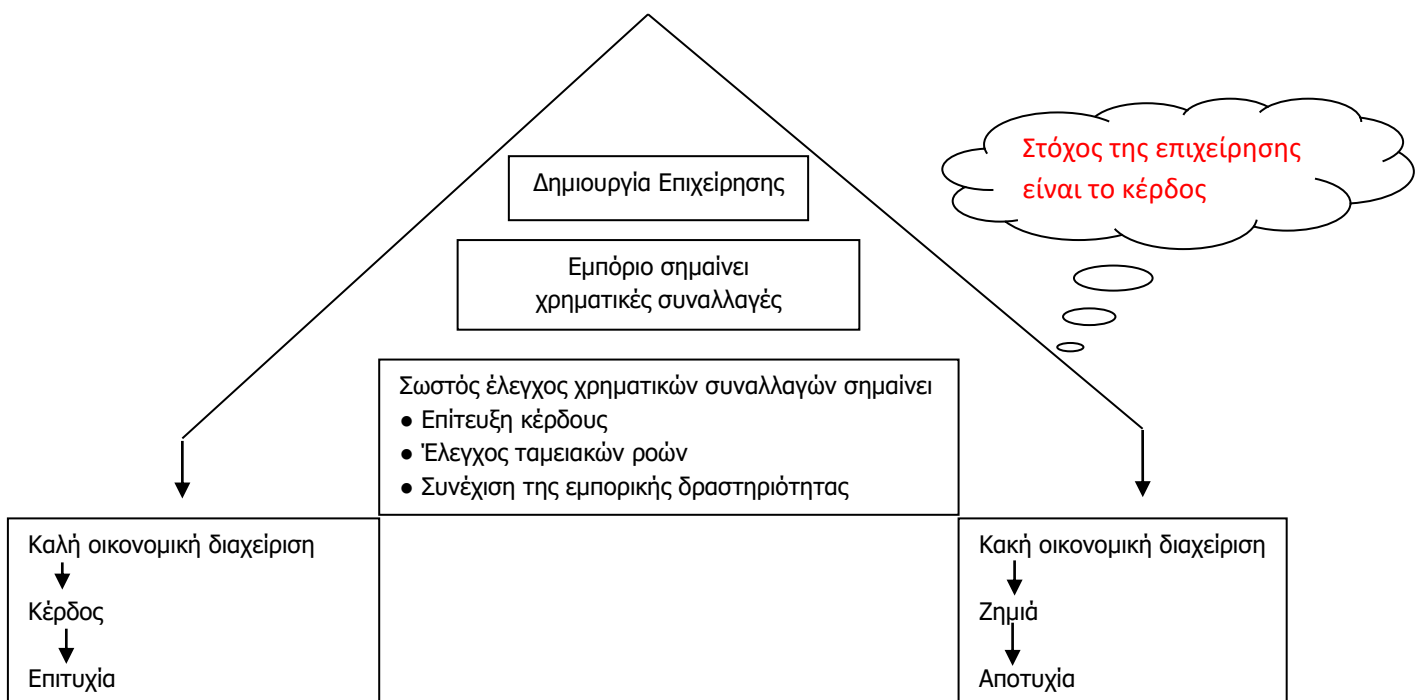 Δημιουργία Επιχείρησης
Στόχος της επιχείρησης
είναι το κέρδος
Εμπόριο σημαίνει
χρηματικές συναλλαγές
Σωστός έλεγχος χρηματικών συναλλαγών σημαίνει
● Επίτευξη κέρδους
● Έλεγχος ταμειακών ροών
● Συνέχιση της εμπορικής δραστηριότητας
Καλή οικονομική διαχείριση
Κέρδος
Επιτυχία
Κακή οικονομική διαχείριση
Ζημιά
Αποτυχία